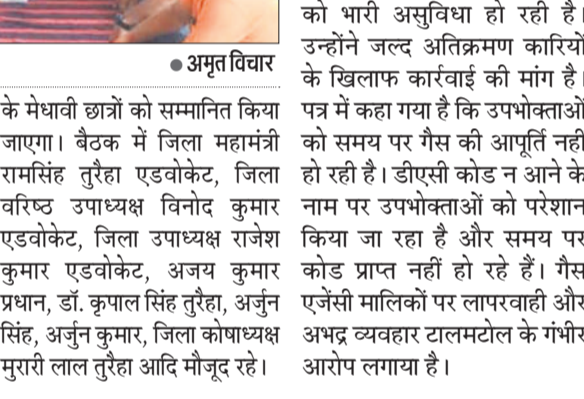 ● अमृत विचार
के मेधावी छात्रों को सम्मानित किया
जाएगा। बैठक में जिला महामंत्री
रामसिंह तुरैहा एडवोकेट, जिला
वरिष्ठ उपाध्यक्ष विनोद कुमार
एडवोकेट, जिला उपाध्यक्ष राजेश
कुमार एडवोकेट, अजय कुमार
प्रधान, डॉ. कृपाल सिंह तुरैहा, अर्जुन
सिंह, अर्जुन कुमार, जिला कोषाध्यक्ष
मुरारी लाल तुरैहा आदि मौजूद रहे।
को भारी असुविधा हो रही है।
उन्होंने जल्द अतिक्रमण कारियों
के खिलाफ कार्रवाई की मांग है।
पत्र में कहा गया है कि उपभोक्ताओं
को समय पर गैस की आपूर्ति नही
हो रही है। डीएसी कोड न आने के
नाम पर उपभोक्ताओं को परेशान
किया जा रहा है और समय पर
कोड प्राप्त नहीं हो रहे हैं। गैस
एजेंसी मालिकों पर लापरवाही और
अभद्र व्यवहार टालमटोल के गंभीर
आरोप लगाया है।